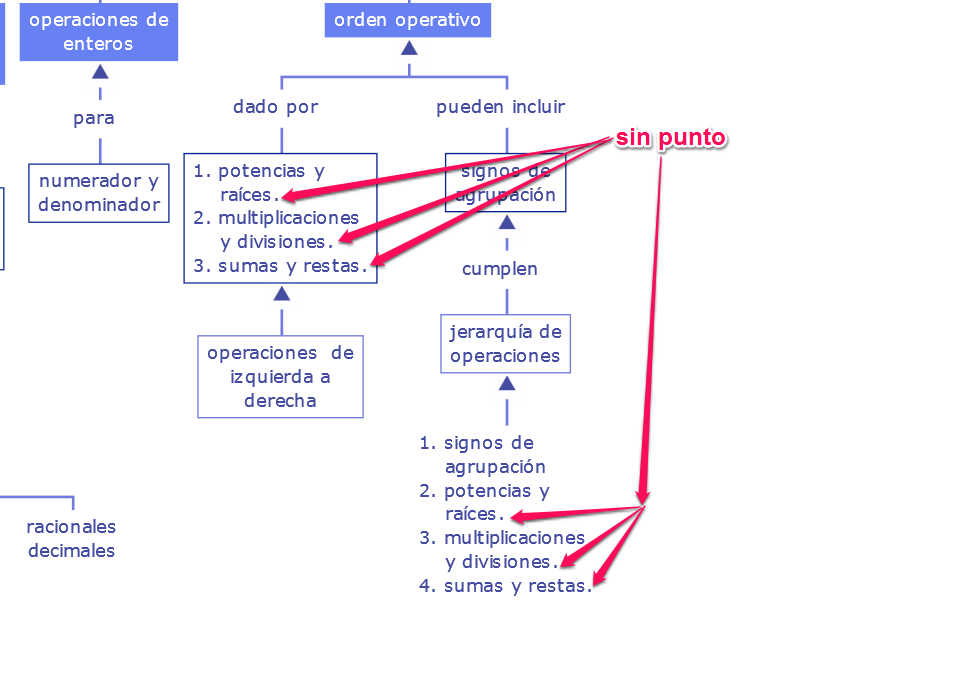 operaciones de
enteros
orden operativo
para
dado por
pueden incluir
sin punto
numerador y
denominador
1. potencias y
raíces.
2. multiplicaciones
y divisiones.
3. sumas y restas.
signos de
agrupación
cumplen
operaciones de
izquierda a
derecha
jerarquía de
operaciones
1. signos de
agrupación
2. potencias y
raíces.
3. multiplicaciones
y divisiones.
4. sumas y restas.
racionales
decimales